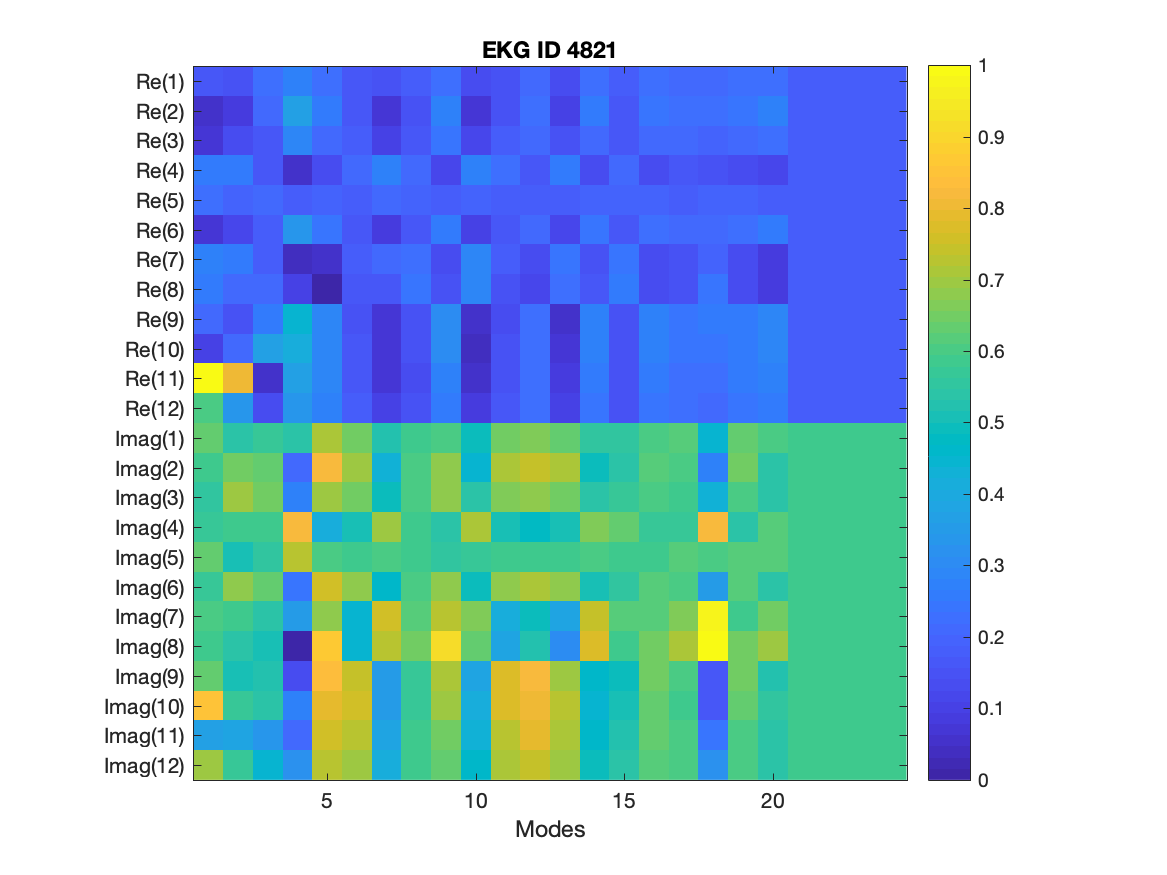 EKG ID 4821
Re(1)
Re(2)
Re(3)
Re(4)
Re(5)
Re(6)
Re(7)
Re(8)
Re(9)
Re(10)
Re(11)
Re(12)
Imag(1)
Imag(2)
Imag(3)
Imag(4)
Imag(5)
Imag(6)
Imag(7)
Imag(8)
Imag(9)
Imag(10)
Imag(11)
Imag(12)
5 10 15 20
Modes
1
0.9
0.8
0.7
0.6
0.5
0.4
0.3
0.2
0.1
0